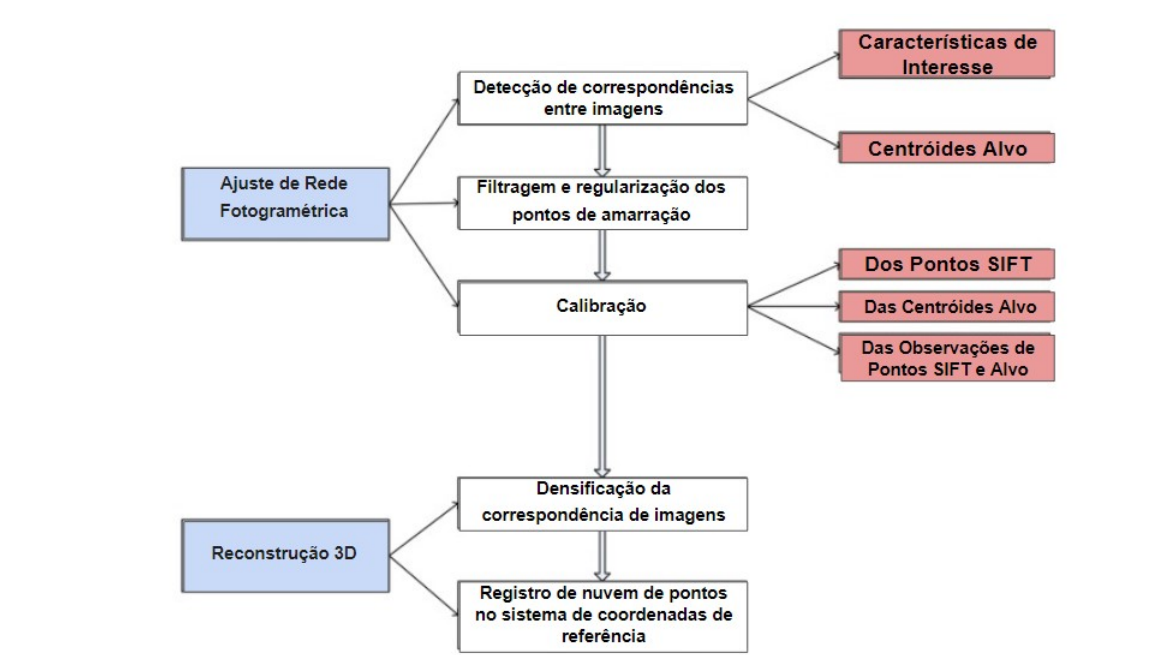 Características de
Interesse
Detecção de correspondências
entre imagens
Centróides Alvo
Ajuste de Rede
Fotogramétrica
Filtragem e regularização dos
pontos de amarração
Dos Pontos SIFT
Calibração
Das Centróides Alvo
Das Observações de
Pontos SIFT e Alvo
Densificação da
correspondência de imagens
Reconstrução 3D
Registro de nuvem de pontos
no sistema de coordenadas de
referência